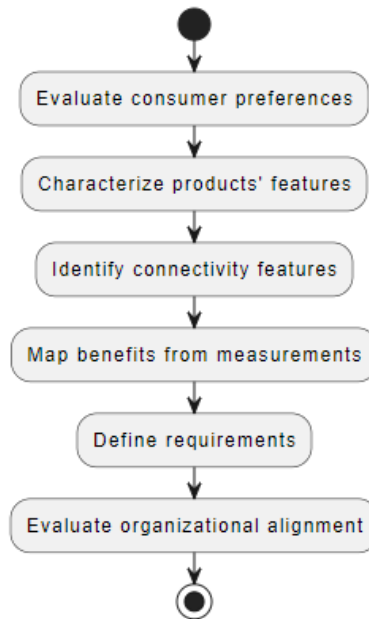 Evaluate consumer preferences
Characterize products' features
Identify connectivity features
Map benefits from measurements
Define requirements
Evaluate organizational alignment